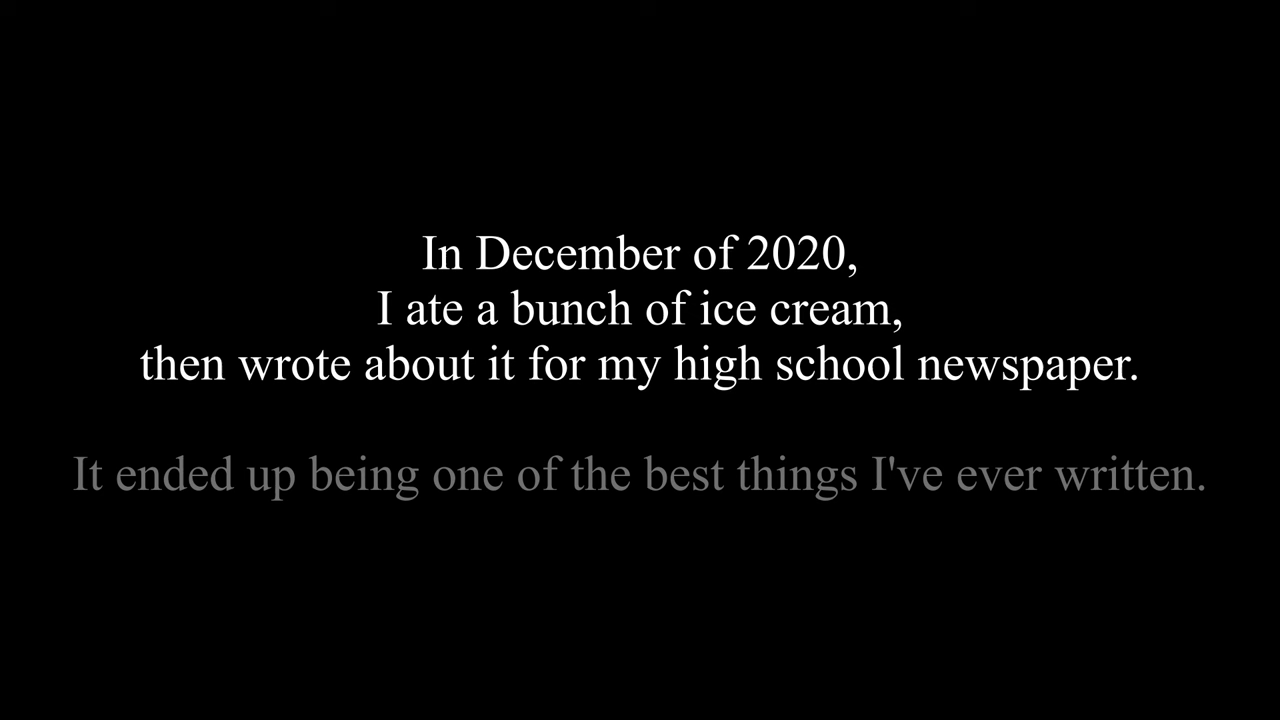 In December of 2020,
I ate a bunch of ice cream,
then wrote about it for my high school newspaper.
It ended up being one of the best things I've ever written.